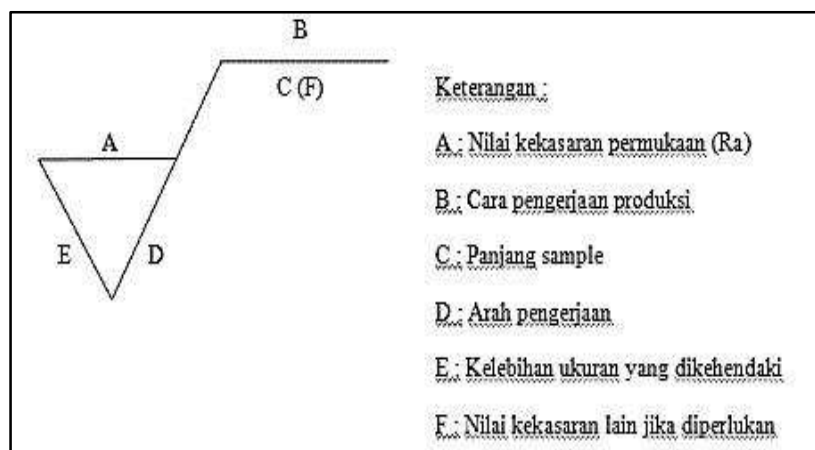 B
C (F)
A
E
D
Keterangan :
A : Nilai kekasaran permukaan (Ra)
B : Cara pengerjaan produksi
C : Panjang sample
D : Arah pengerjaan
E : Kelebihan ukuran yang dikehendaki
F : Nilai kekasaran lain jika diperlukan